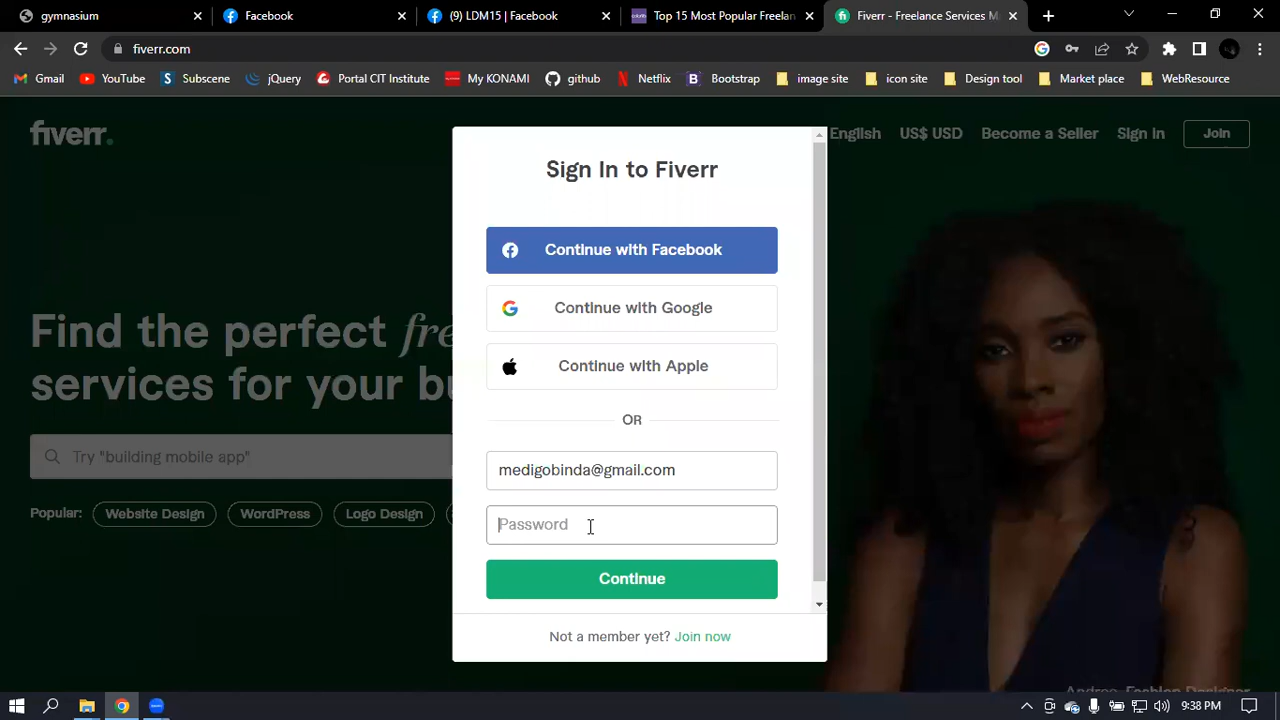 gymnasium
Facebook
(9) LDM15 | Facebook
Top 15 Most Popular Freelan
Fiverr - Freelance Services M
fiverr.com
Gmail
YouTube
Subscene
jQuery
Portal CIT Institute
My KONAMI
github
Netflix
Bootstrap
image site
icon site
Design tool
Market place
WebResource
fiverr.
English
US$ USD
Become a Seller
Sign In
Join
Sign In to Fiverr
Continue with Facebook
Continue with Google
Continue with Apple
OR
medigobinda@gmail.com
Password
Continue
Not a member yet? Join now
Find the perfect fre
services for your bu
Try "building mobile app"
Popular:
Website Design
WordPress
Logo Design
Andrea, Fashion Designer
9:38 PM